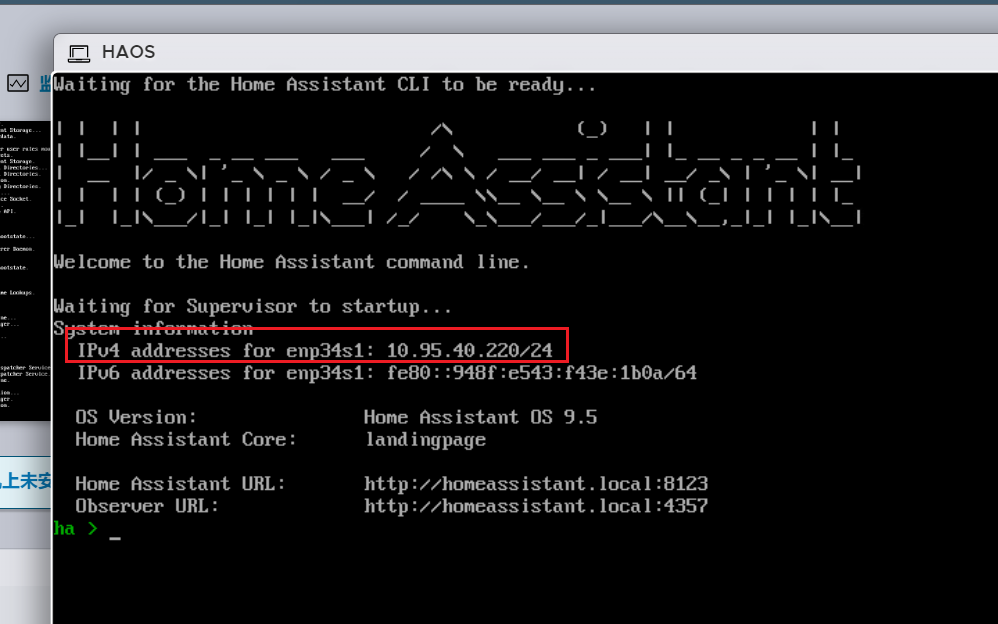 HAOS
Waiting for the Home Assistant CLI to be ready...
Home Assistant
Welcome to the Home Assistant command line.
Waiting for Supervisor to startup...
System information
IPv4 addresses for enp34s1: 10.95.40.220/24
IPv6 addresses for enp34s1: fe80::948f:e543:f43e:1b0a/64
OS Version: Home Assistant OS 9.5
Home Assistant Core: landingpage
Home Assistant URL: http://homeassistant.local:8123
Observer URL: http://homeassistant.local:4357
ha > _
上未安